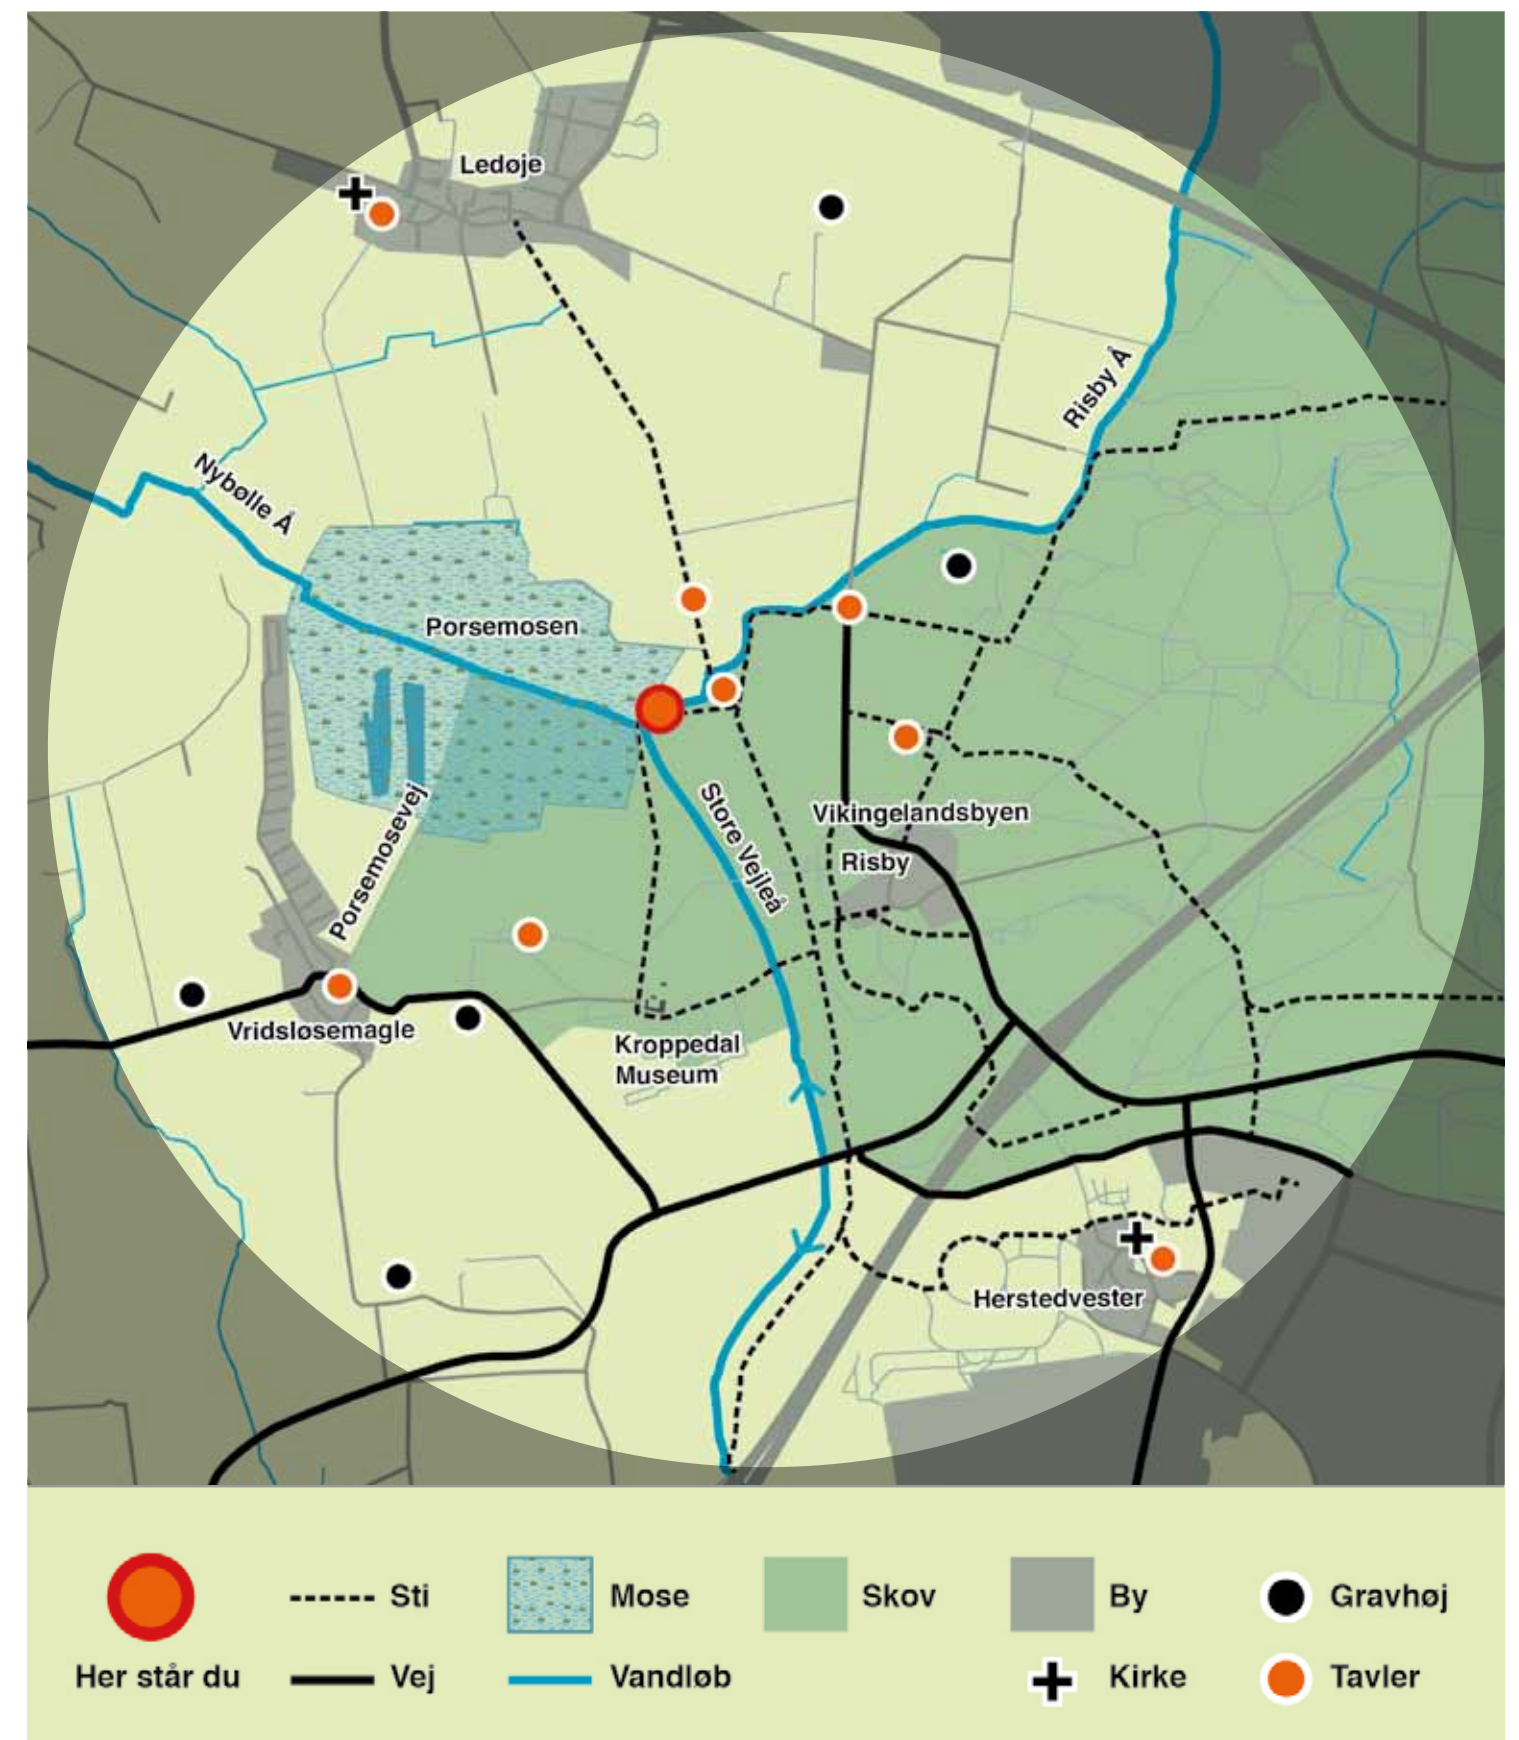 Ledøje
Risby Å
Nybølle Å
Porsemosen
Porsemosevej
Store Vejleå
Vikingelandsbyen
Risby
Vridsløsemagle
Kroppedal
Museum
Herstedvester
Her står du
Sti
Vej
Mose
Vandløb
Skov
By
Kirke
Gravhøj
Tavler